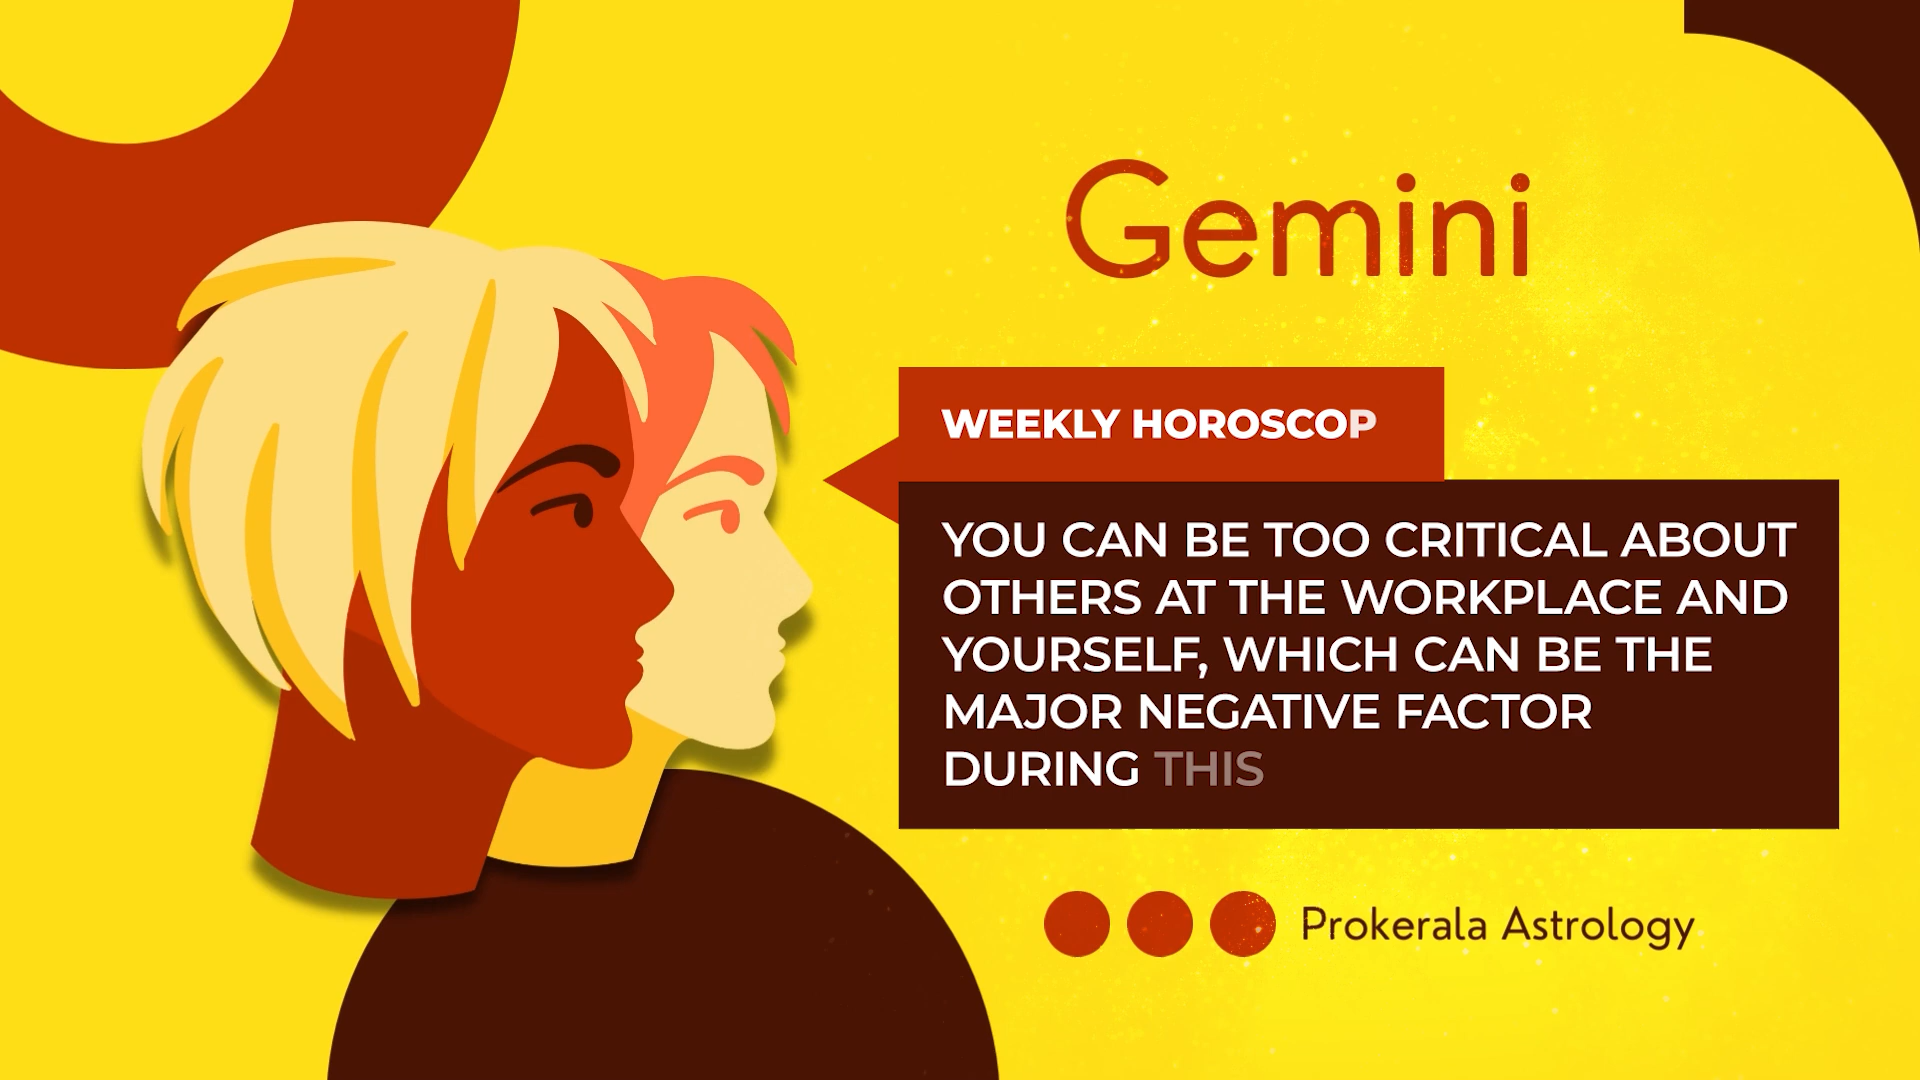 Gemini
WEEKLY HOROSCOP
YOU CAN BE TOO CRITICAL ABOUT
OTHERS AT THE WORKPLACE AND
YOURSELF, WHICH CAN BE THE
MAJOR NEGATIVE FACTOR
DURING THIS
Prokerala Astrology